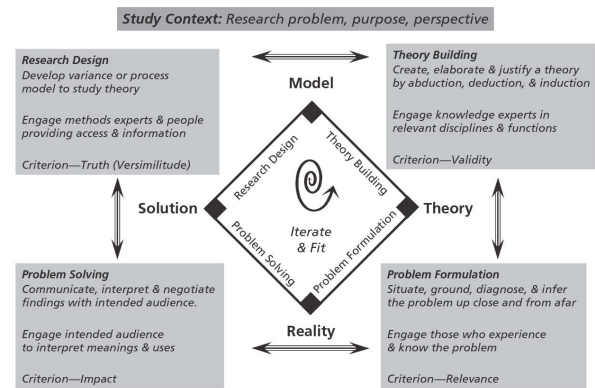 Study Context: Research problem, purpose, perspective
Research Design
Develop variance or process
model to study theory
Engage methods experts & people
providing access & information
Criterion—Truth (Versimilitude)
Theory Building
Create, elaborate & justify a theory
by abduction, deduction, & induction
Engage knowledge experts in
relevant disciplines & functions
Criterion—Validity
Model
Research Design
Theory Building
Solution
Iterate
& Fit
Theory
Problem Solving
Problem Formulation
Reality
Problem Solving
Communicate, interpret & negotiate
findings with intended audience.
Engage intended audience
to interpret meanings & uses
Criterion—Impact
Problem Formulation
Situate, ground, diagnose, & infer
the problem up close and from afar
Engage those who experience
& know the problem
Criterion—Relevance